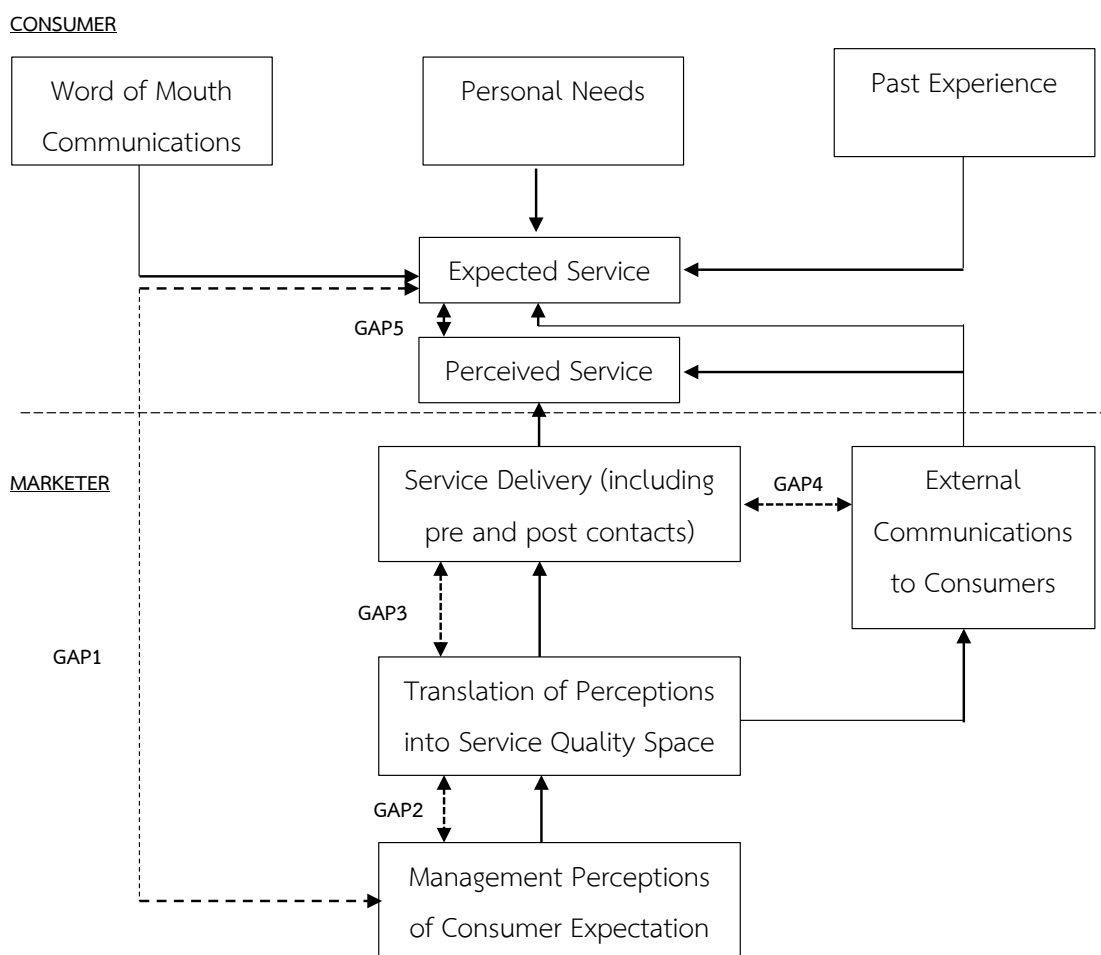 CONSUMER
Word of Mouth
Communications
Personal Needs
Past Experience
Expected Service
GAP5
Perceived Service
MARKETER
Service Delivery (including
pre and post contacts)
GAP4
External
Communications
to Consumers
GAP3
GAP1
Translation of Perceptions
into Service Quality Space
GAP2
Management Perceptions
of Consumer Expectation